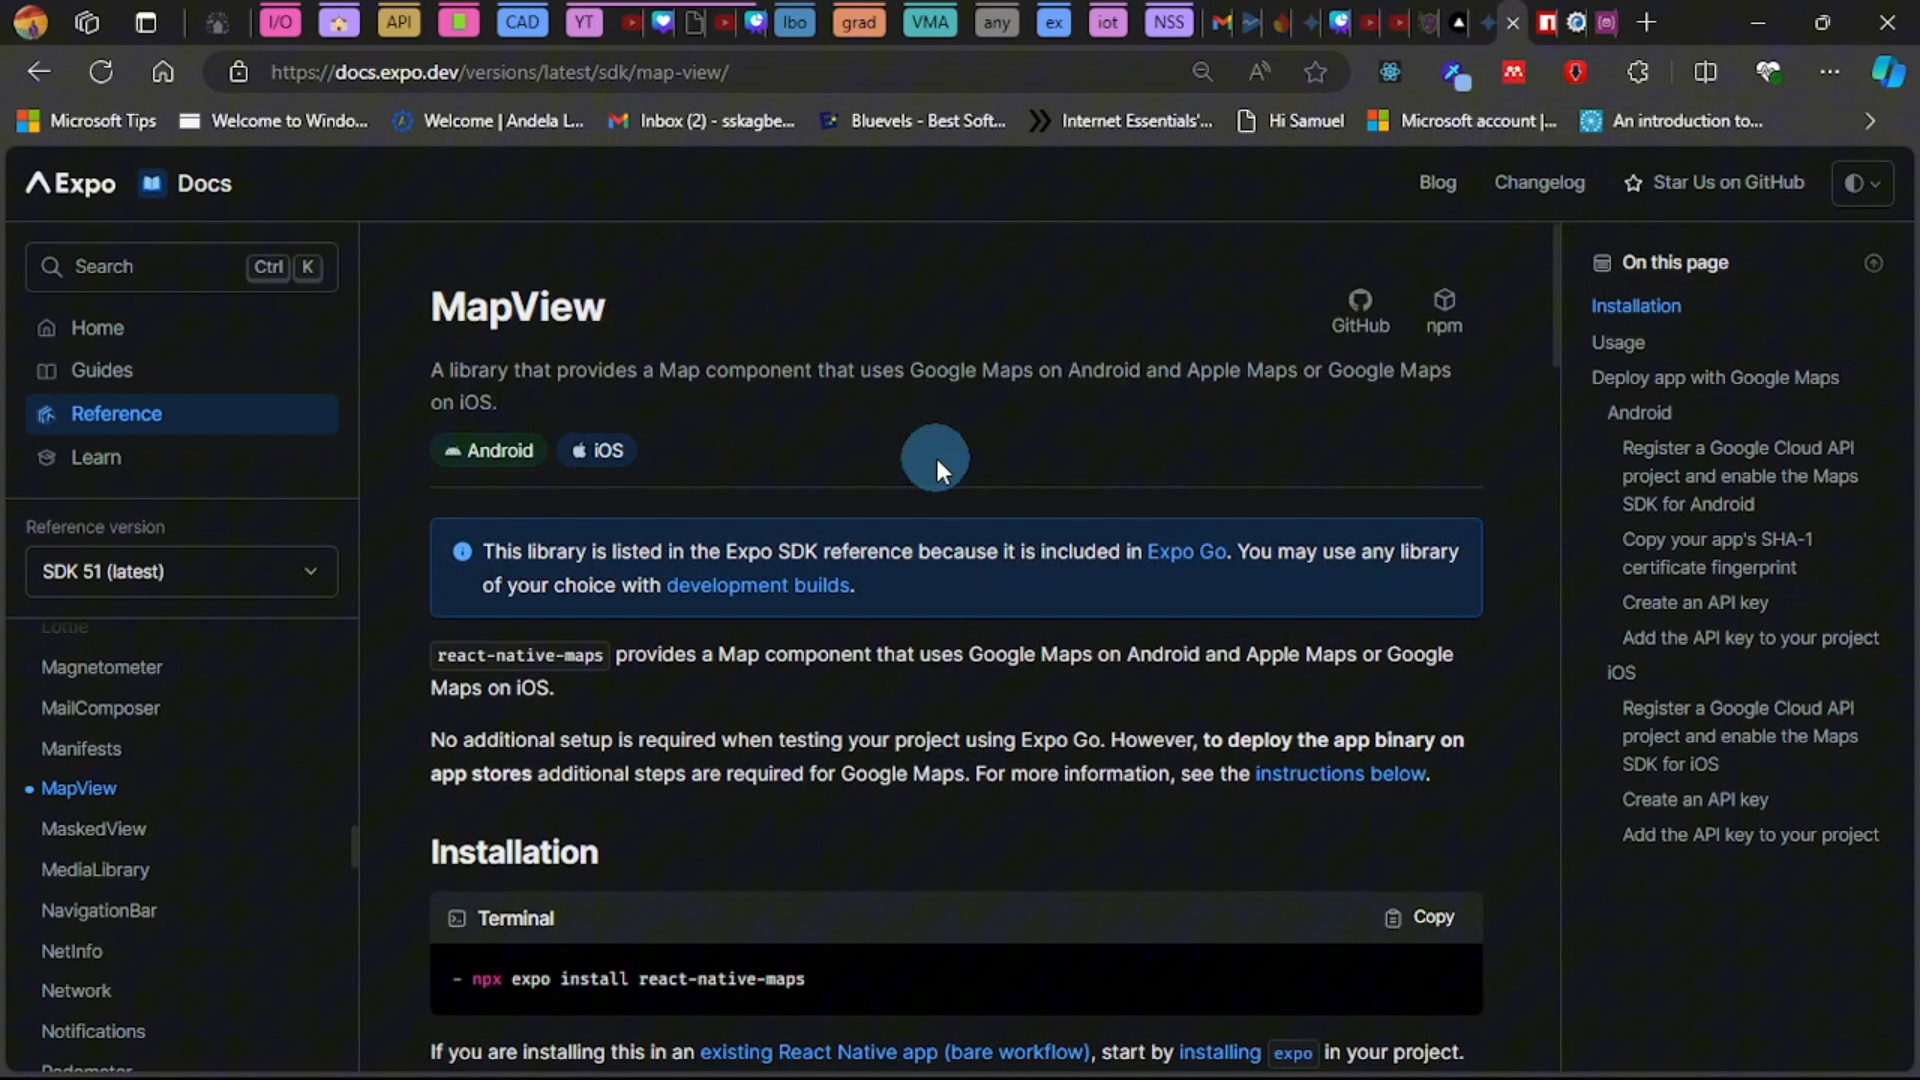 I/O
API
CAD
YT
lbo
grad
VMA
any
ex
iot
NSS
https://docs.expo.dev/versions/latest/sdk/map-view/
Microsoft Tips
Welcome to Windo...
Welcome | Andela L...
Inbox (2) - sskagbe...
Bluevels - Best Soft...
Internet Essentials'...
Hi Samuel
Microsoft account |...
An introduction to...
Expo
Docs
Blog
Changelog
Star Us on GitHub
Search
Ctrl K
Home
Guides
Reference
Learn
Reference version
SDK 51 (latest)
Lottie
Magnetometer
MailComposer
Manifests
MapView
MaskedView
MediaLibrary
NavigationBar
NetInfo
Network
Notifications
Pedometer
MapView
GitHub
npm
A library that provides a Map component that uses Google Maps on Android and Apple Maps or Google Maps
on iOS.
Android
iOS
This library is listed in the Expo SDK reference because it is included in Expo Go. You may use any library
of your choice with development builds.
react-native-maps provides a Map component that uses Google Maps on Android and Apple Maps or Google
Maps on iOS.
No additional setup is required when testing your project using Expo Go. However, to deploy the app binary on
app stores additional steps are required for Google Maps. For more information, see the instructions below.
Installation
Terminal
Copy
- npx expo install react-native-maps
If you are installing this in an existing React Native app (bare workflow), start by installing expo in your project.
On this page
Installation
Usage
Deploy app with Google Maps
Android
Register a Google Cloud API
project and enable the Maps
SDK for Android
Copy your app's SHA-1
certificate fingerprint
Create an API key
Add the API key to your project
iOS
Register a Google Cloud API
project and enable the Maps
SDK for iOS
Create an API key
Add the API key to your project